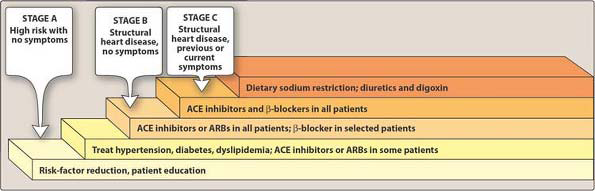 STAGE A
High risk with
no symptoms
STAGE B
Structural
heart disease,
no symptoms
STAGE C
Structural
heart disease,
previous or
current
symptoms
Dietary sodium restriction; diuretics and digoxin
ACE inhibitors and β-blockers in all patients
ACE inhibitors or ARBs in all patients; β-blocker in selected patients
Treat hypertension, diabetes, dyslipidemia; ACE inhibitors or ARBs in some patients
Risk-factor reduction, patient education